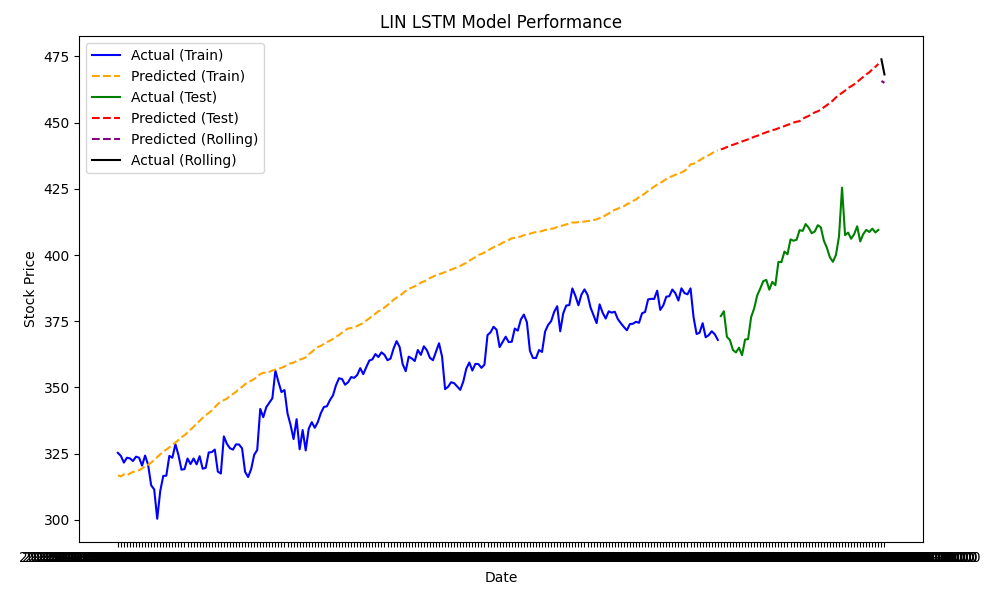 LIN LSTM Model Performance
Actual (Train)
Predicted (Train)
Actual (Test)
Predicted (Test)
Predicted (Rolling)
Actual (Rolling)
475
450
425
400
375
350
325
300
Stock Price
Date